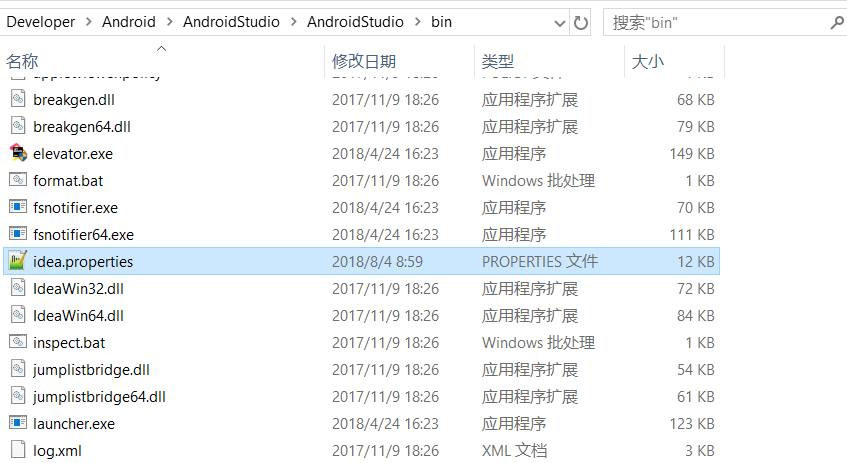 Developer > Android > AndroidStudio > AndroidStudio > bin 搜索"bin"
名称 修改日期 类型 大小
breakgen.dll 2017/11/9 18:26 应用程序扩展 68 KB
breakgen64.dll 2017/11/9 18:26 应用程序扩展 79 KB
elevator.exe 2018/4/24 16:23 应用程序 149 KB
format.bat 2017/11/9 18:26 Windows 批处理 1 KB
fsnotifier.exe 2018/4/24 16:23 应用程序 70 KB
fsnotifier64.exe 2018/4/24 16:23 应用程序 111 KB
idea.properties 2018/8/4 8:59 PROPERTIES 文件 12 KB
IdeaWin32.dll 2017/11/9 18:26 应用程序扩展 72 KB
IdeaWin64.dll 2017/11/9 18:26 应用程序扩展 84 KB
inspect.bat 2017/11/9 18:26 Windows 批处理 1 KB
jumplistbridge.dll 2017/11/9 18:26 应用程序扩展 54 KB
jumplistbridge64.dll 2017/11/9 18:26 应用程序扩展 61 KB
launcher.exe 2018/4/24 16:23 应用程序 123 KB
log.xml 2017/11/9 18:26 XML 文档 3 KB